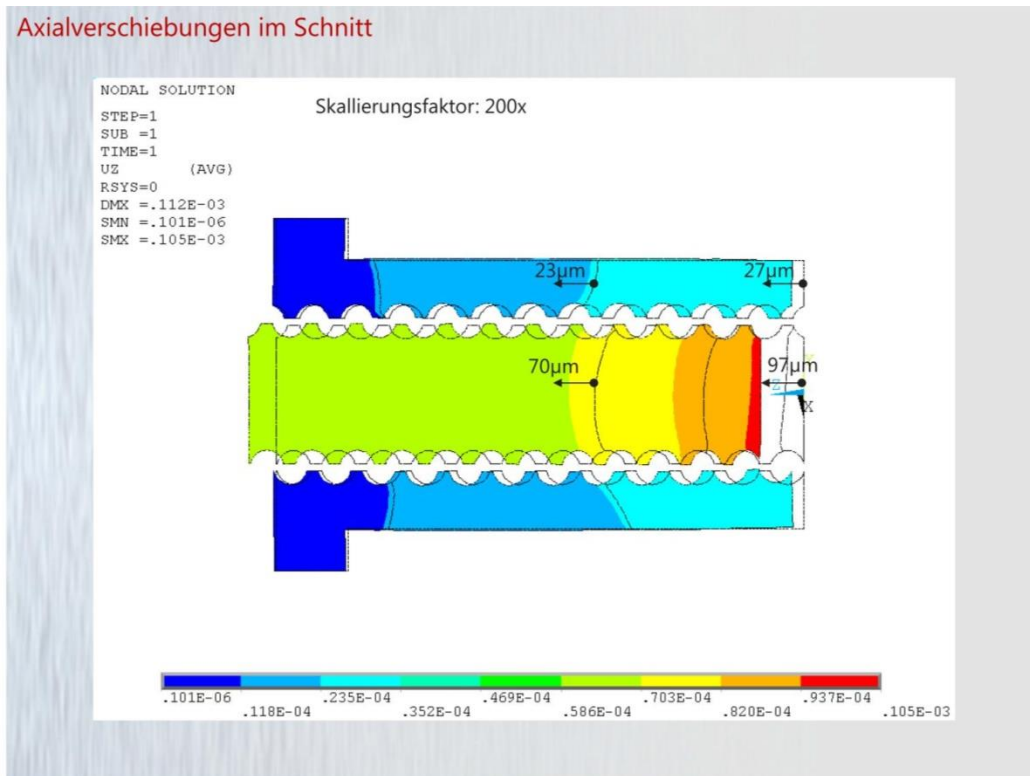 Axialverschiebungen im Schnitt
NODAL SOLUTION
STEP=1
SUB =1
TIME=1
UZ (AVG)
RSYS=0
DMX =.112E-03
SMN =.101E-06
SMX =.105E-03
Skallierungsfaktor: 200x
23µm
27µm
70µm
97µm
Z
X
.101E-06
.118E-04
.235E-04
.352E-04
.469E-04
.586E-04
.703E-04
.820E-04
.937E-04
.105E-03